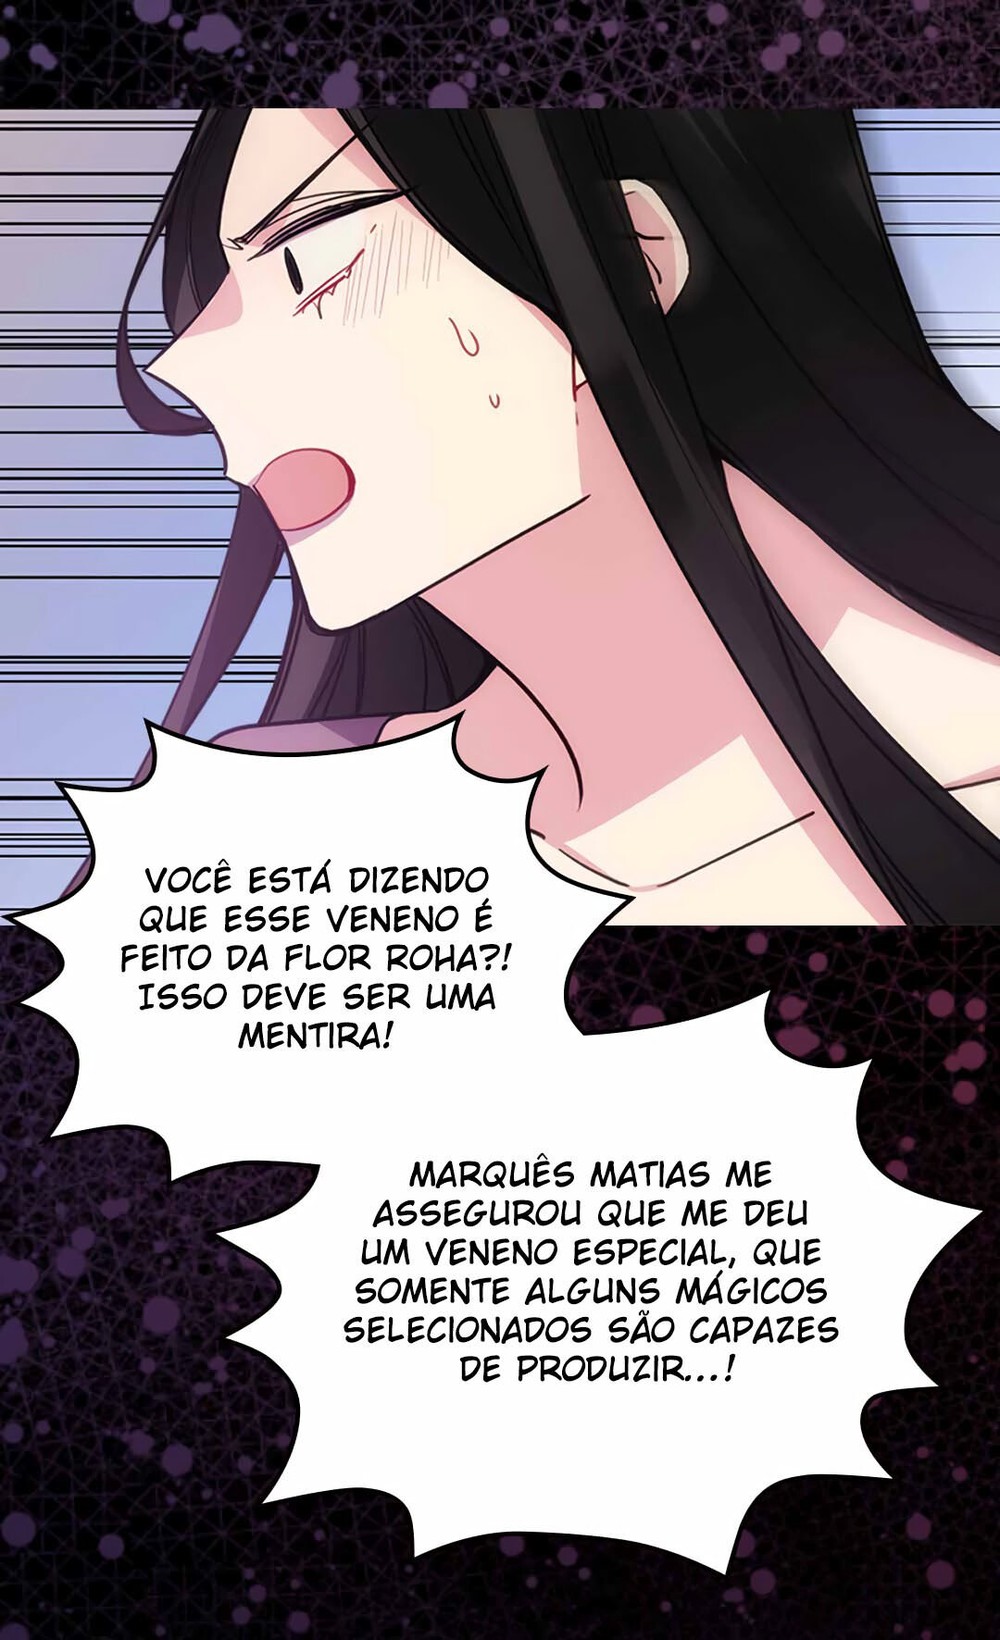 VOCÊ ESTÁ DIZENDO
QUE ESSE VENENO É
FEITO DA FLOR ROHA?!
ISSO DEVE SER UMA
MENTIRA!
MARQUÊS MATIAS ME
ASSEGUROU QUE ME DEU
UM VENENO ESPECIAL, QUE
SOMENTE ALGUNS MÁGICOS
SELECIONADOS SÃO CAPAZES
DE PRODUZIR...!